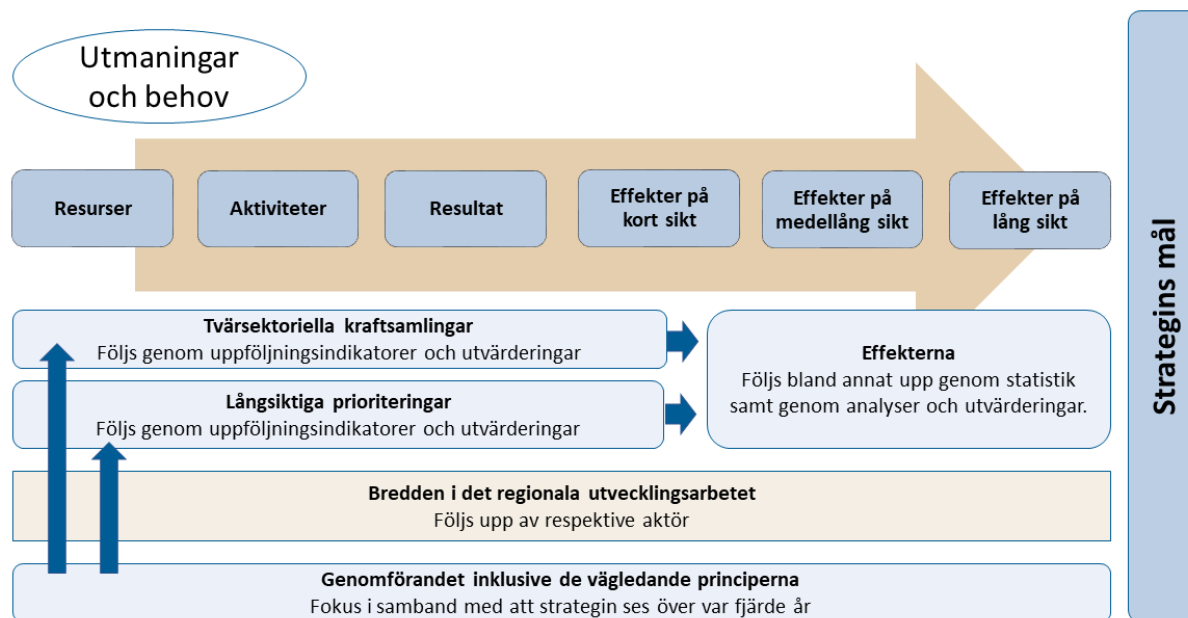 Utmaningar
och behov
Resurser
Aktiviteter
Resultat
Effekter på
kort sikt
Effekter på
medellång sikt
Effekter på
lång sikt
Strategins mål
Tvärsektoriella kraftsamlingar
Följs genom uppföljningsindikatorer och utvärderingar
Långsiktiga prioriteringar
Följs genom uppföljningsindikatorer och utvärderingar
Effekterna
Följs bland annat upp genom statistik
samt genom analyser och utvärderingar.
Bredden i det regionala utvecklingsarbetet
Följs upp av respektive aktör
Genomförandet inklusive de vägledande principerna
Fokus i samband med att strategin ses över var fjärde år